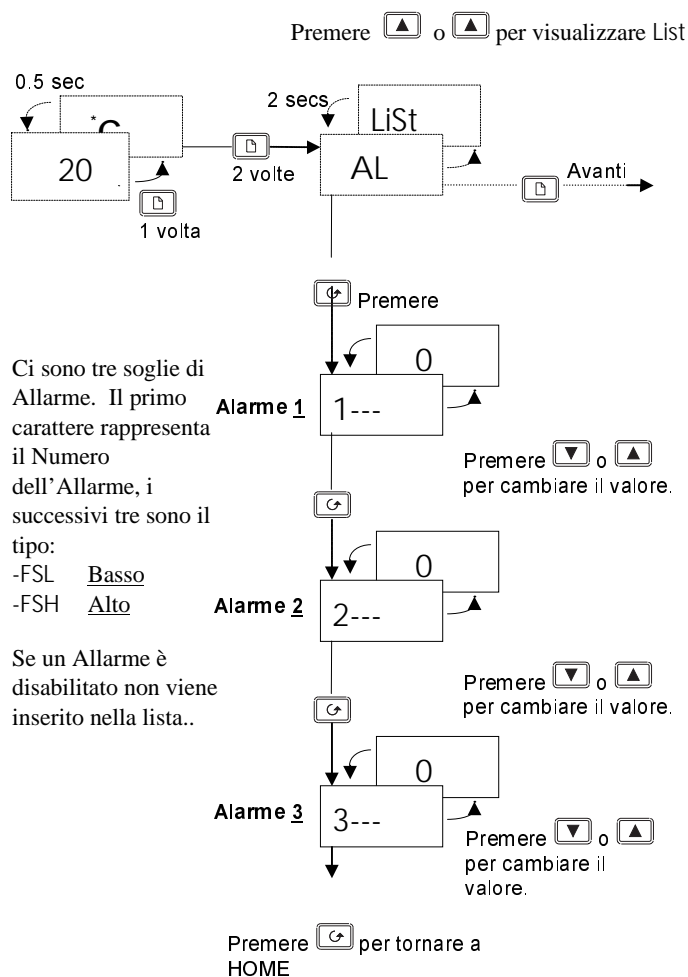 Premere ▲ o ▲ per visualizzare List
0.5 sec
2 secs
*C
LiSt
20
AL
2 volte
Avanti
1 volta
Premere
Ci sono tre soglie di
Allarme. Il primo
carattere rappresenta
il Numero
dell'Allarme, i
successivi tre sono il
tipo:
-FSL Basso
-FSH Alto
Se un Allarme è
disabilitato non viene
inserito nella lista..
0
Alarme 1
1---
Premere ▼ o ▲
per cambiare il valore.
0
Alarme 2
2---
Premere ▼ o ▲
per cambiare il valore.
0
Alarme 3
3---
Premere ▼ o ▲
per cambiare il
valore.
Premere per tornare a
HOME